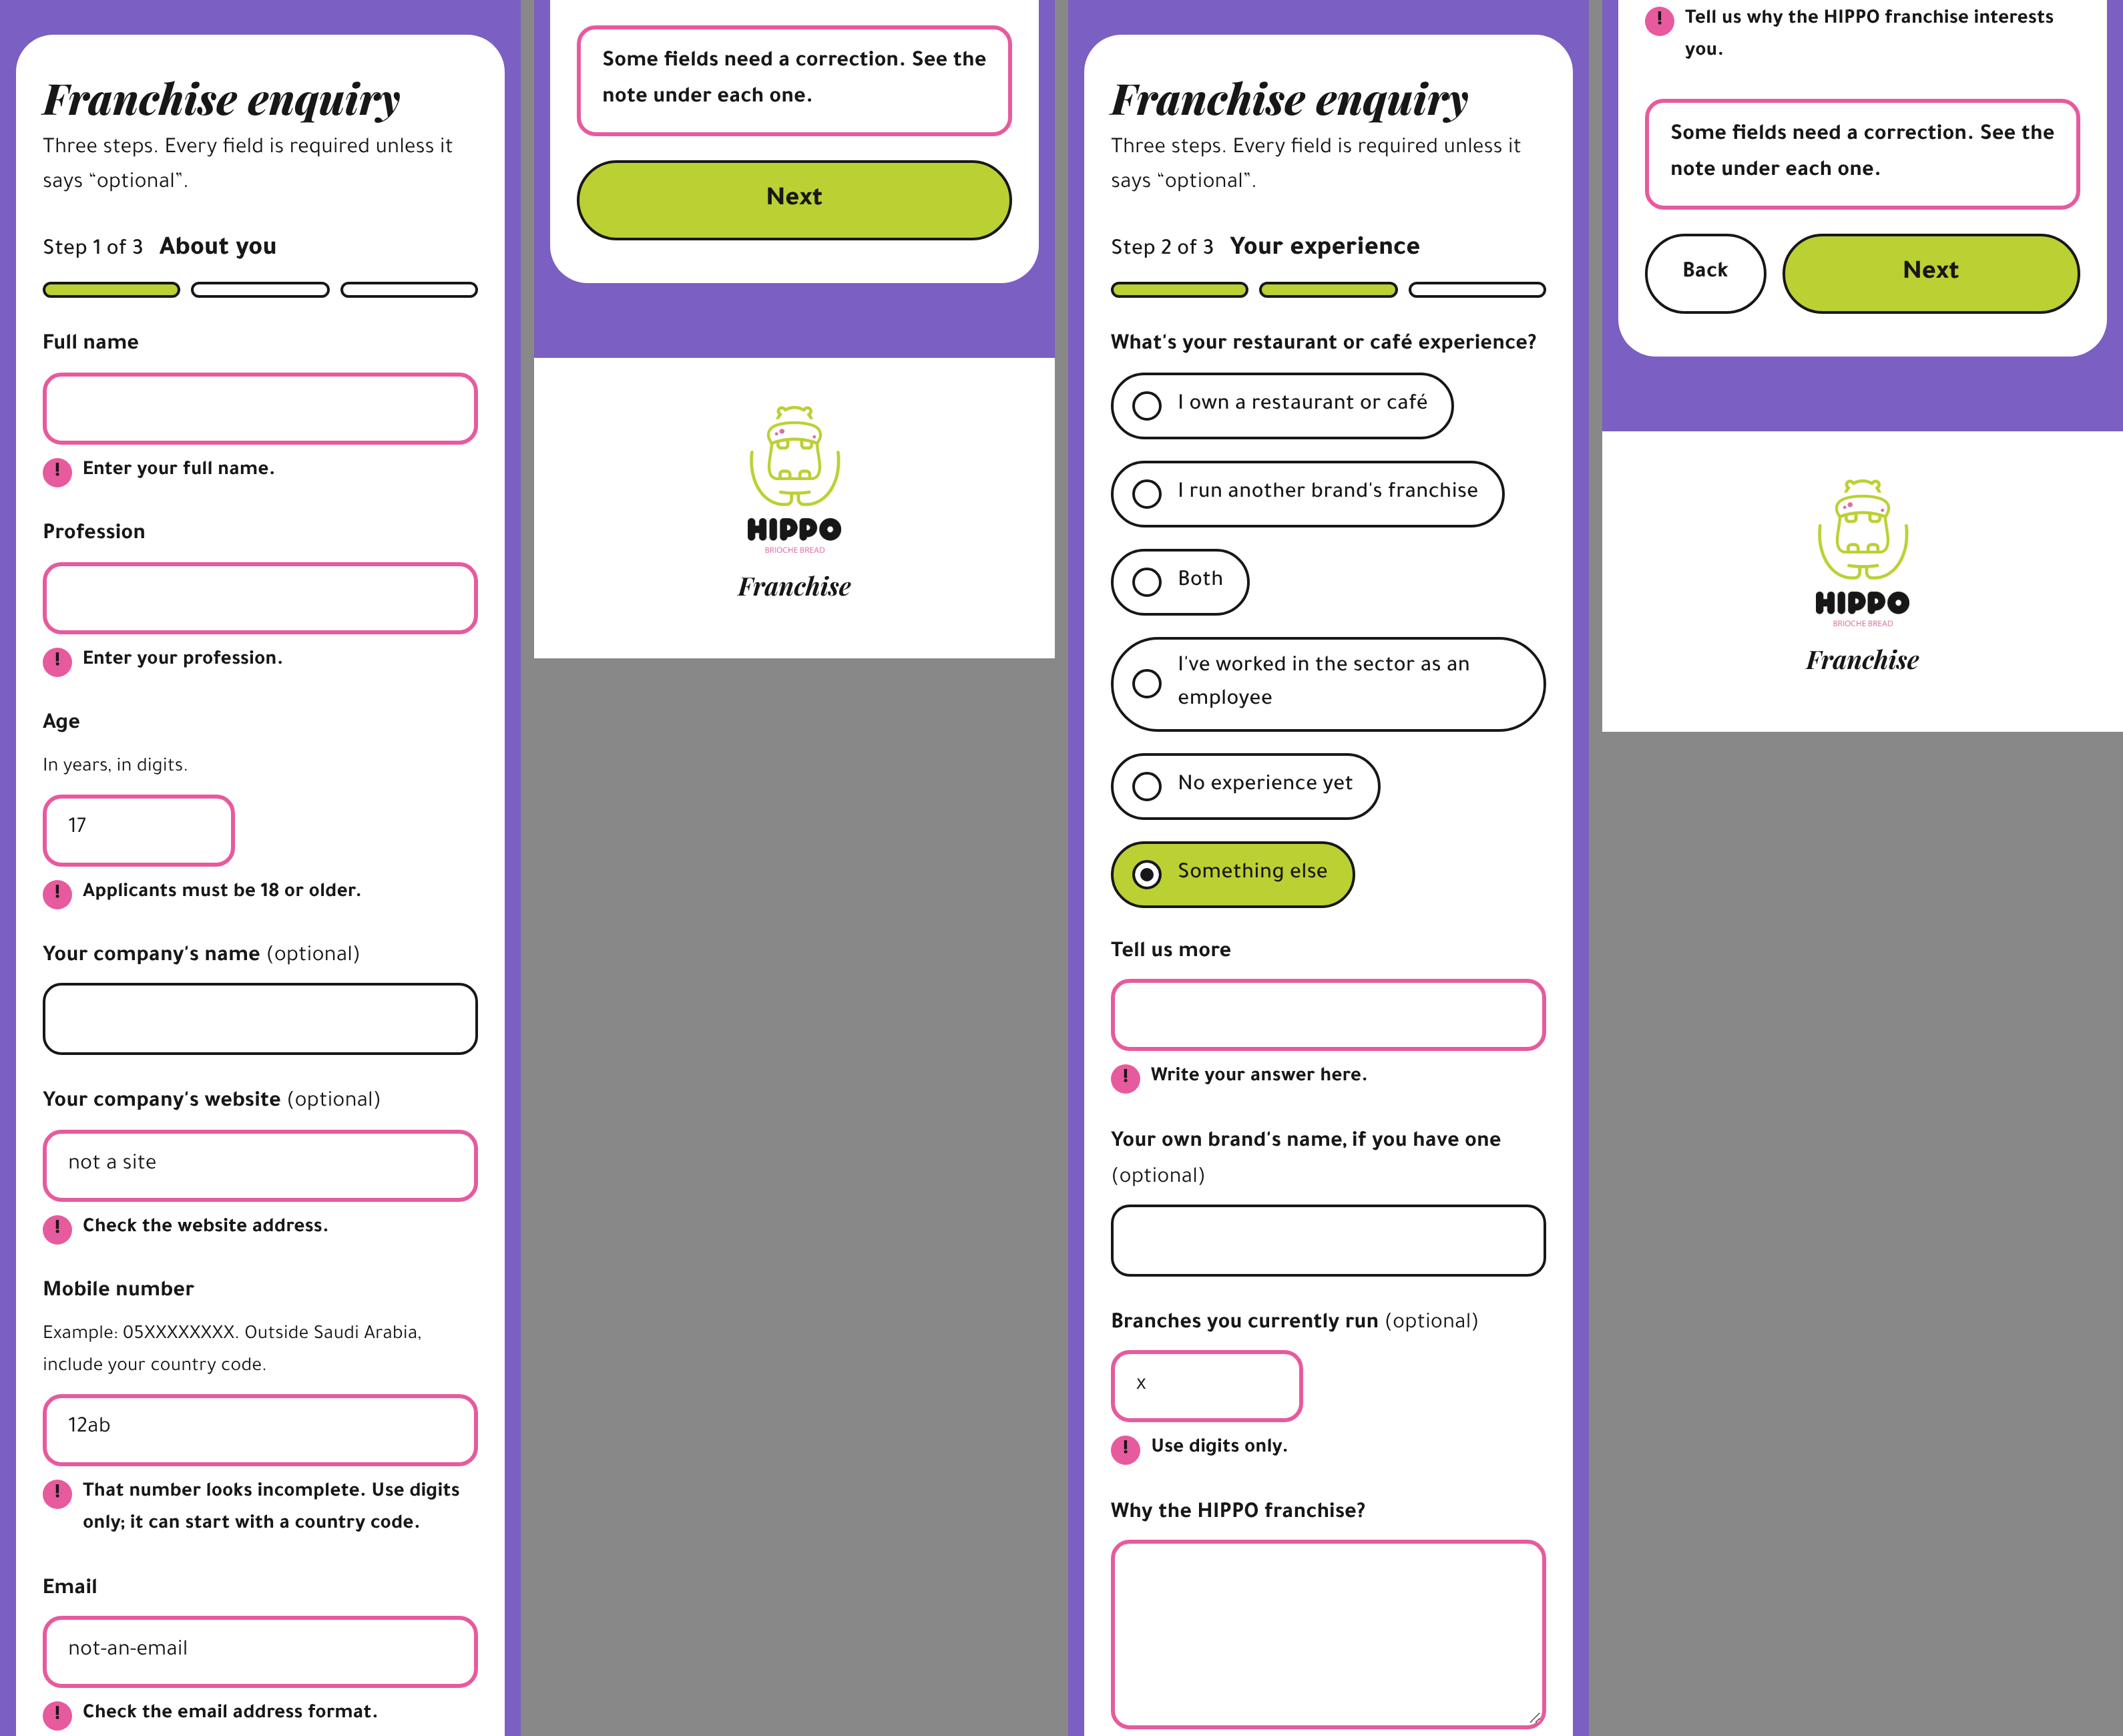 Franchise enquiry
Three steps. Every field is required unless it
says “optional”.
Step 1 of 3 About you
Full name
! Enter your full name.
Profession
! Enter your profession.
Age
In years, in digits.
17
! Applicants must be 18 or older.
Your company's name (optional)
Your company's website (optional)
not a site
! Check the website address.
Mobile number
Example: 05XXXXXXXX. Outside Saudi Arabia,
include your country code.
12ab
! That number looks incomplete. Use digits
only; it can start with a country code.
Email
not-an-email
! Check the email address format.
Some fields need a correction. See the
note under each one.
Next
HIPPO
BRIOCHE BREAD
Franchise
Franchise enquiry
Three steps. Every field is required unless it
says “optional”.
Step 2 of 3 Your experience
What's your restaurant or café experience?
I own a restaurant or café
I run another brand's franchise
Both
I've worked in the sector as an
employee
No experience yet
Something else
Tell us more
! Write your answer here.
Your own brand's name, if you have one
(optional)
Branches you currently run (optional)
x
! Use digits only.
Why the HIPPO franchise?
! Tell us why the HIPPO franchise interests
you.
Some fields need a correction. See the
note under each one.
Back
Next
HIPPO
BRIOCHE BREAD
Franchise